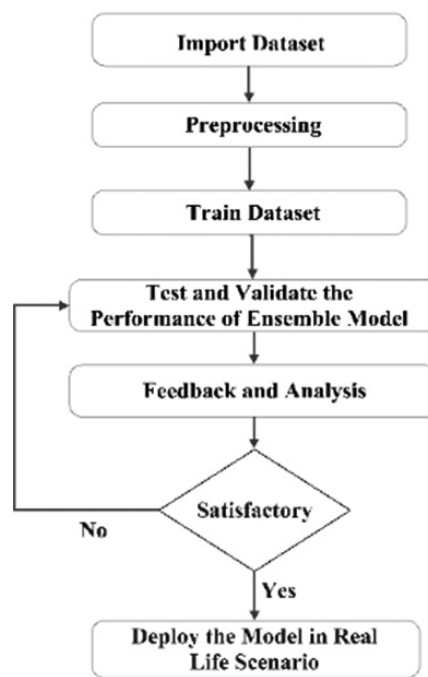 Import Dataset
Preprocessing
Train Dataset
Test and Validate the
Performance of Ensemble Model
Feedback and Analysis
Satisfactory
No
Yes
Deploy the Model in Real
Life Scenario